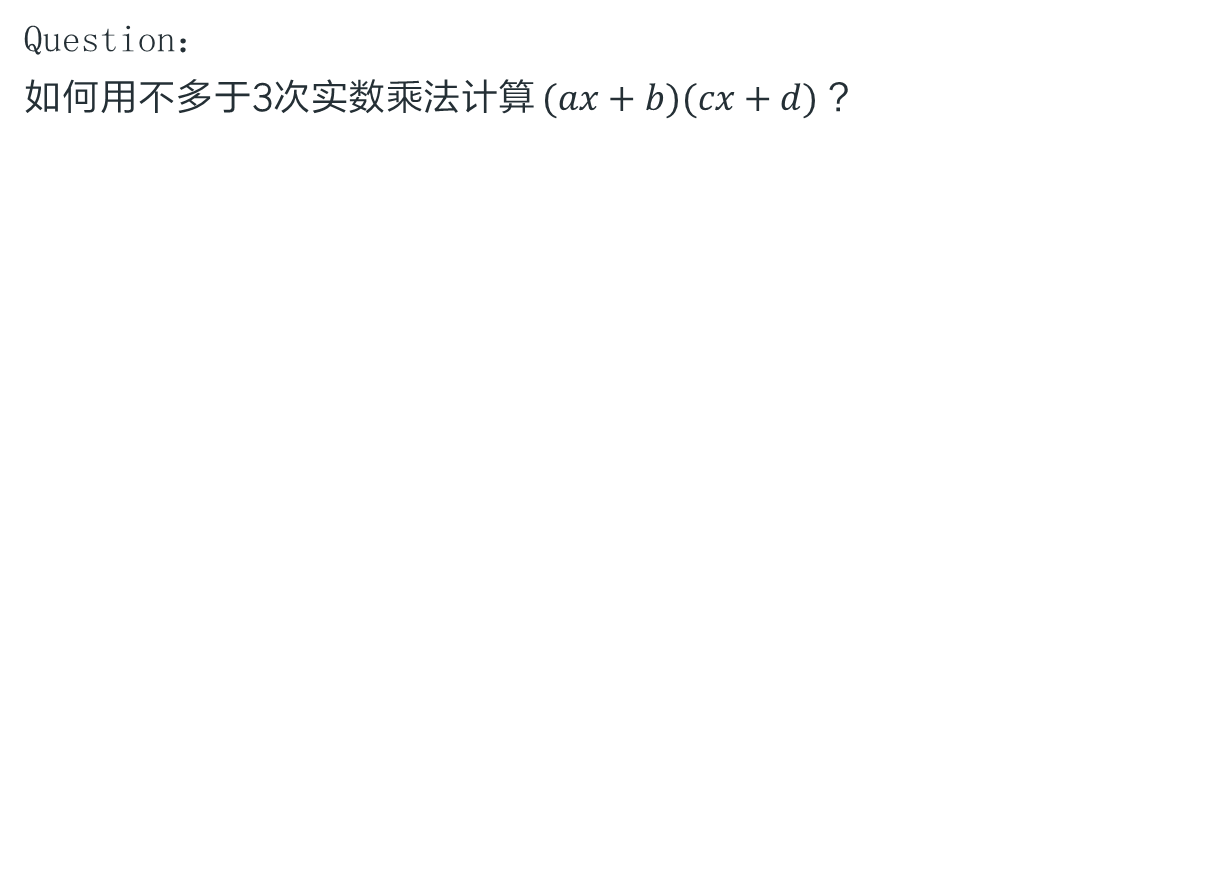 Question：
如何用不多于3次实数乘法计算(ax + b)(cx + d)？